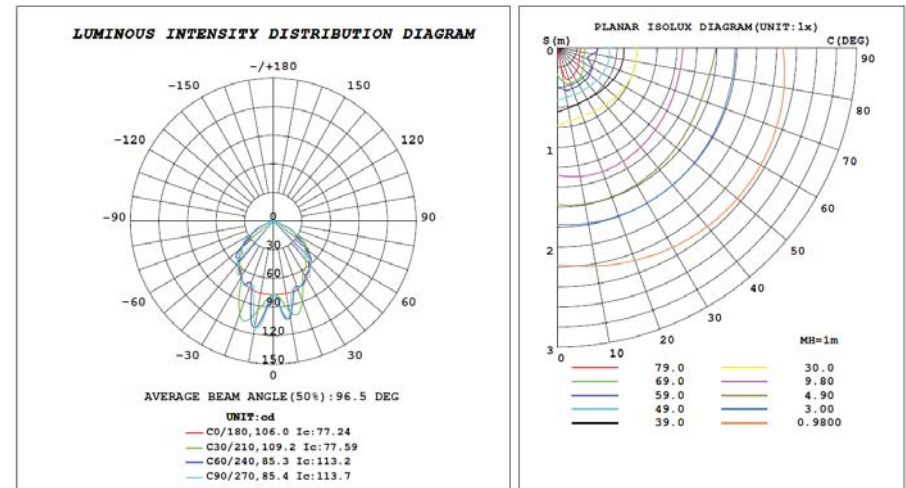 LUMINOUS INTENSITY DISTRIBUTION DIAGRAM
-/+180
-150 150
-120 120
-90 90
-60 60
-30 30
0
0
30
60
90
120
150
AVERAGE BEAM ANGLE(50%):96.5 DEG
UNIT:cd
C0/180,106.0 Ic:77.24
C30/210,109.2 Ic:77.59
C60/240,85.3 Ic:113.2
C90/270,85.4 Ic:113.7
PLANAR ISOLUX DIAGRAM(UNIT:lx)
S(m) C(DEG)
0 90
80
1
70
60
2
50
40
30
3 20
0 10
MH=1m
79.0 30.0
69.0 9.80
59.0 4.90
49.0 3.00
39.0 0.9800